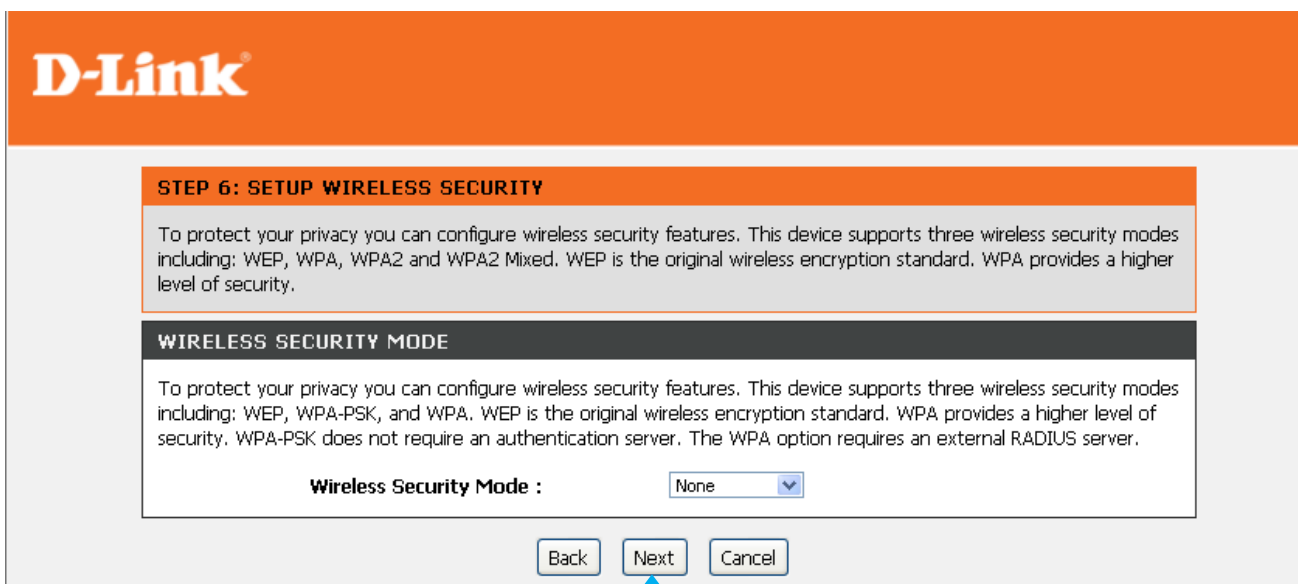 D-Link®
STEP 6: SETUP WIRELESS SECURITY
To protect your privacy you can configure wireless security features. This device supports three wireless security modes
including: WEP, WPA, WPA2 and WPA2 Mixed. WEP is the original wireless encryption standard. WPA provides a higher
level of security.
WIRELESS SECURITY MODE
To protect your privacy you can configure wireless security features. This device supports three wireless security modes
including: WEP, WPA-PSK, and WPA. WEP is the original wireless encryption standard. WPA provides a higher level of
security. WPA-PSK does not require an authentication server. The WPA option requires an external RADIUS server.
Wireless Security Mode : None
Back Next Cancel